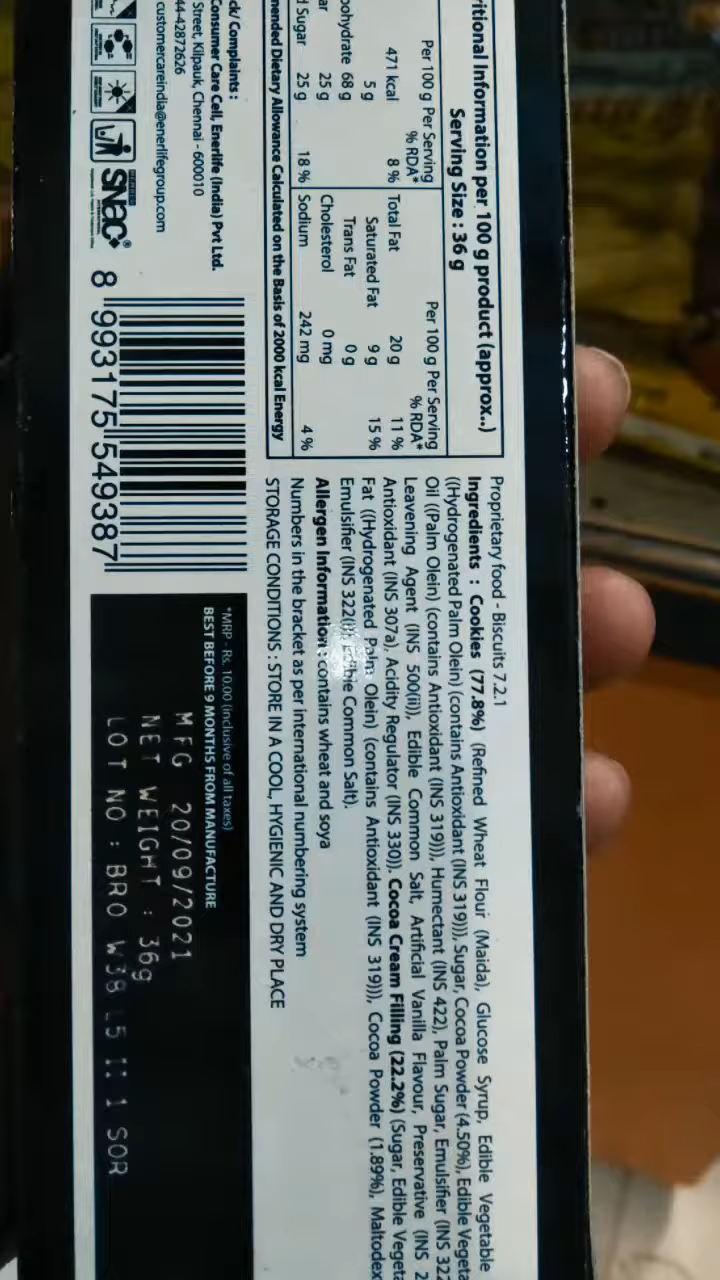 itional Information per 100 g product (approx..)
Serving Size : 36 g
Per 100 g Per Serving
% RDA*
471 kcal 8 %
5 g
bohydrate 68 g
ar 25 g
d Sugar 25 g 18 %
Per 100 g Per Serving
% RDA*
Total Fat 20 g 11 %
Saturated Fat 9 g 15 %
Trans Fat 0 g
Cholesterol 0 mg
Sodium 242 mg 4 %
mended Dietary Allowance Calculated on the Basis of 2000 kcal Energy
ck/ Complaints :
Consumer Care Cell, Enerlife (India) Pvt Ltd.
Street, Kilpauk, Chennai - 600010
44-42872626
customercareindia@enerlifegroup.com
SNac
8 993175 549387
Proprietary food - Biscuits 7.2.1
Ingredients : Cookies (77.8%) (Refined Wheat Flour (Maida), Glucose Syrup, Edible Vegetable
((Hydrogenated Palm Olein) (contains Antioxidant (INS 319))), Sugar, Cocoa Powder (4.50%), Edible Vegeta
Oil ((Palm Olein) (contains Antioxidant (INS 319))), Humectant (INS 422), Palm Sugar, Emulsifier (INS 322
Leavening Agent (INS 500(ii)), Edible Common Salt, Artificial Vanilla Flavour, Preservative (INS 2
Antioxidant (INS 307a), Acidity Regulator (INS 330)). Cocoa Cream Filling (22.2%) (Sugar, Edible Vegeta
Fat ((Hydrogenated Palm Olein) (contains Antioxidant (INS 319))), Cocoa Powder (1.89%), Maltodex
Emulsifier (INS 322(i)), Edible Common Salt).
Allergen Information : contains wheat and soya
Numbers in the bracket as per international numbering system
STORAGE CONDITIONS : STORE IN A COOL, HYGIENIC AND DRY PLACE
*MRP - Rs. 10.00 (inclusive of all taxes)
BEST BEFORE 9 MONTHS FROM MANUFACTURE
MFG 20/09/2021
NET WEIGHT : 36g
LOT NO : BRO W38 L5 1: 1 SOR